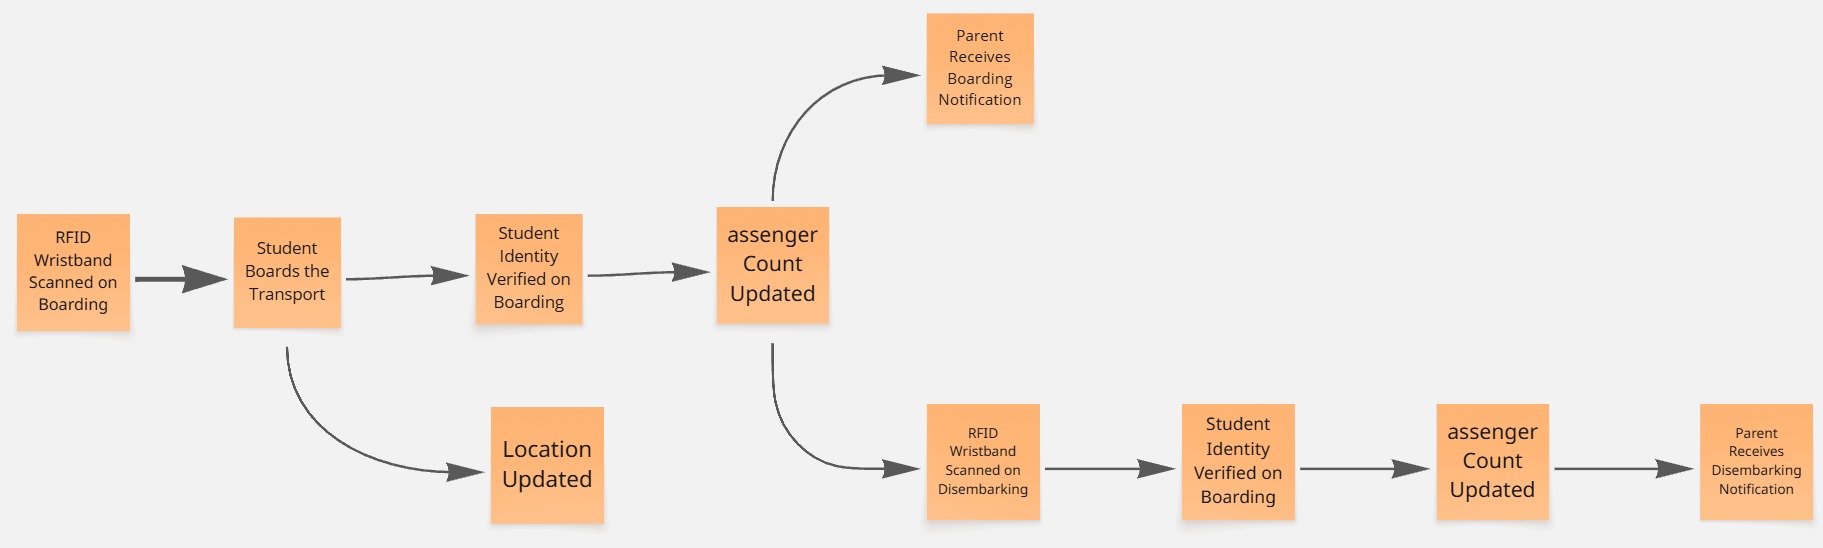 Parent
Receives
Boarding
Notification
RFID
Wristband
Scanned on
Boarding
Student
Boards the
Transport
Student
Identity
Verified on
Boarding
assenger
Count
Updated
Location
Updated
RFID
Wristband
Scanned on
Disembarking
Student
Identity
Verified on
Boarding
assenger
Count
Updated
Parent
Receives
Disembarking
Notification